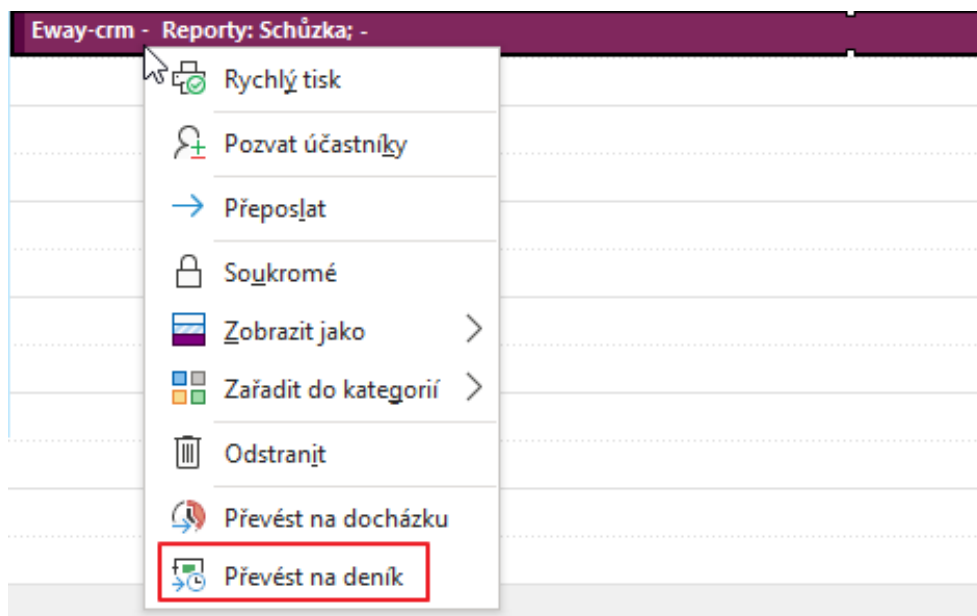 Eway-crm - Reporty: Schůzka; -
Rychlý tisk
Pozvat účastníky
Přeposlat
Soukromé
Zobrazit jako
Zařadit do kategorií
Odstranit
Převést na docházku
Převést na deník